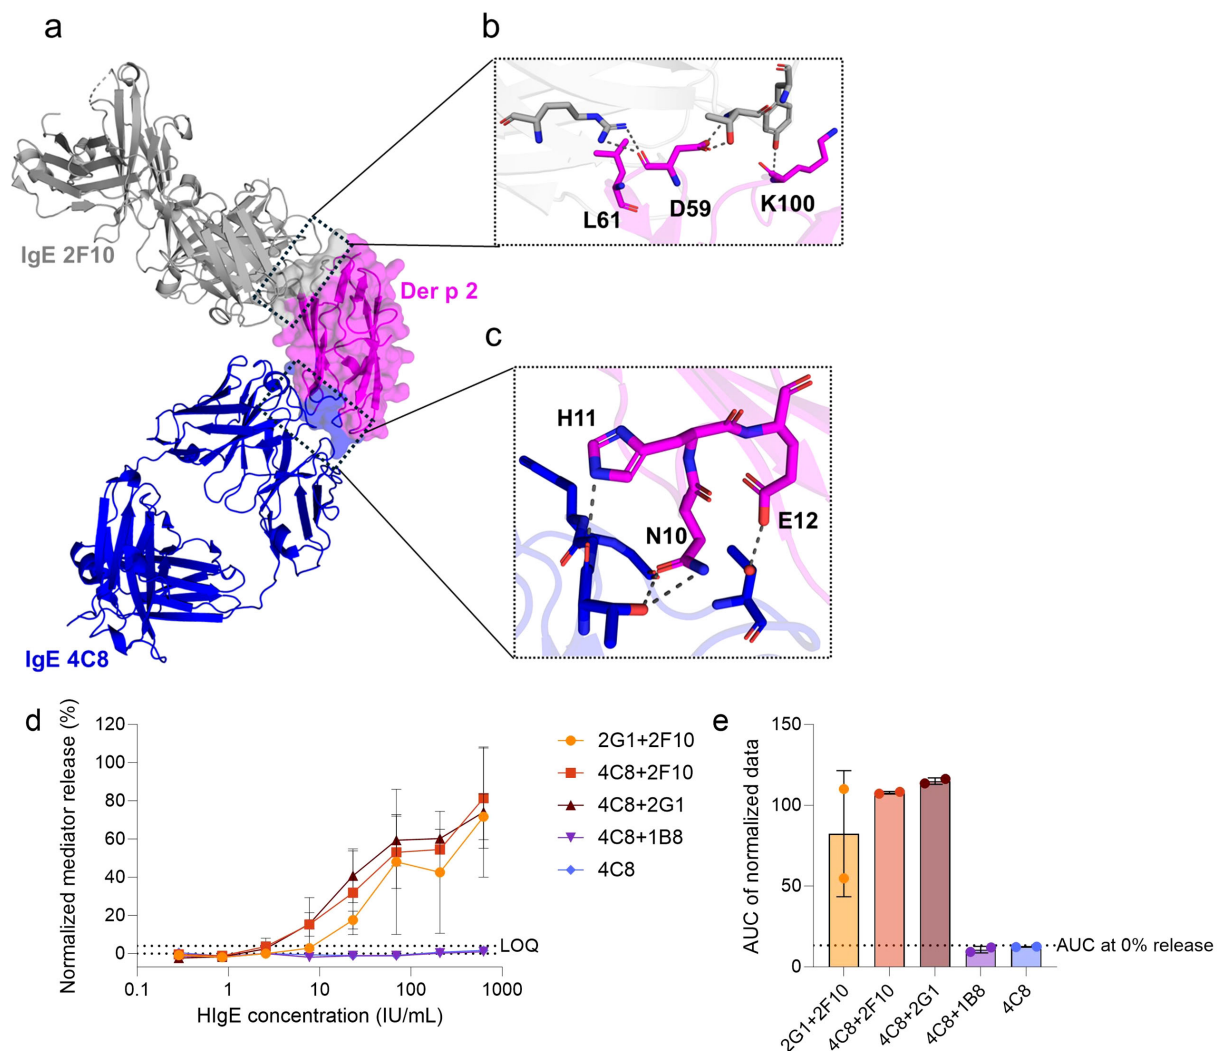 a
b
IgE 2F10
Der p 2
IgE 4C8
L61
D59
K100
c
H11
N10
E12
d
Normalized mediator release (%)
120
100
80
60
40
20
0
0.1
1
10
100
1000
HIgE concentration (IU/mL)
LOQ
2G1+2F10
4C8+2F10
4C8+2G1
4C8+1B8
4C8
e
AUC of normalized data
150
100
50
0
AUC at 0% release
2G1+2F10
4C8+2F10
4C8+2G1
4C8+1B8
4C8